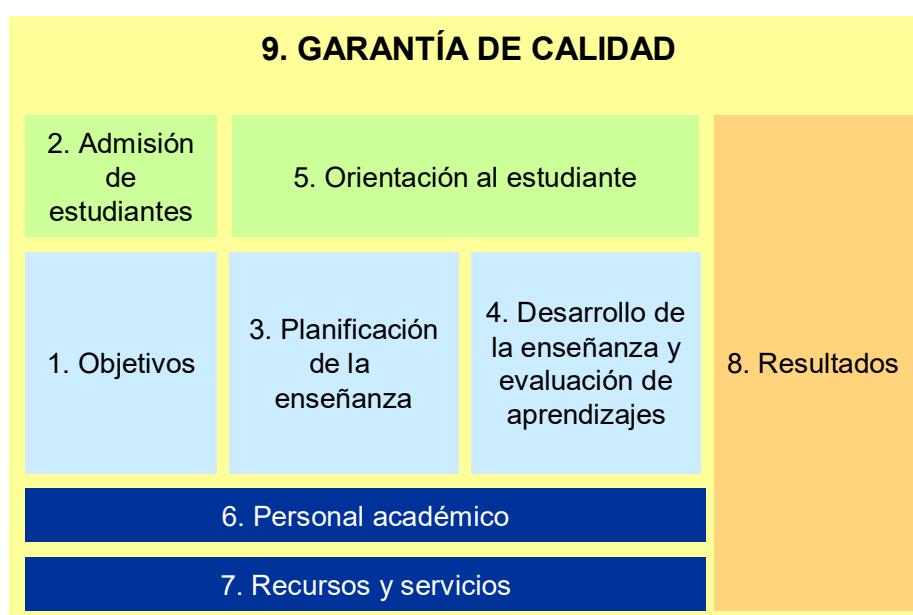 9. GARANTÍA DE CALIDAD
2. Admisión
de
estudiantes
5. Orientación al estudiante
1. Objetivos
3. Planificación
de la
enseñanza
4. Desarrollo de
la enseñanza y
evaluación de
aprendizajes
8. Resultados
6. Personal académico
7. Recursos y servicios